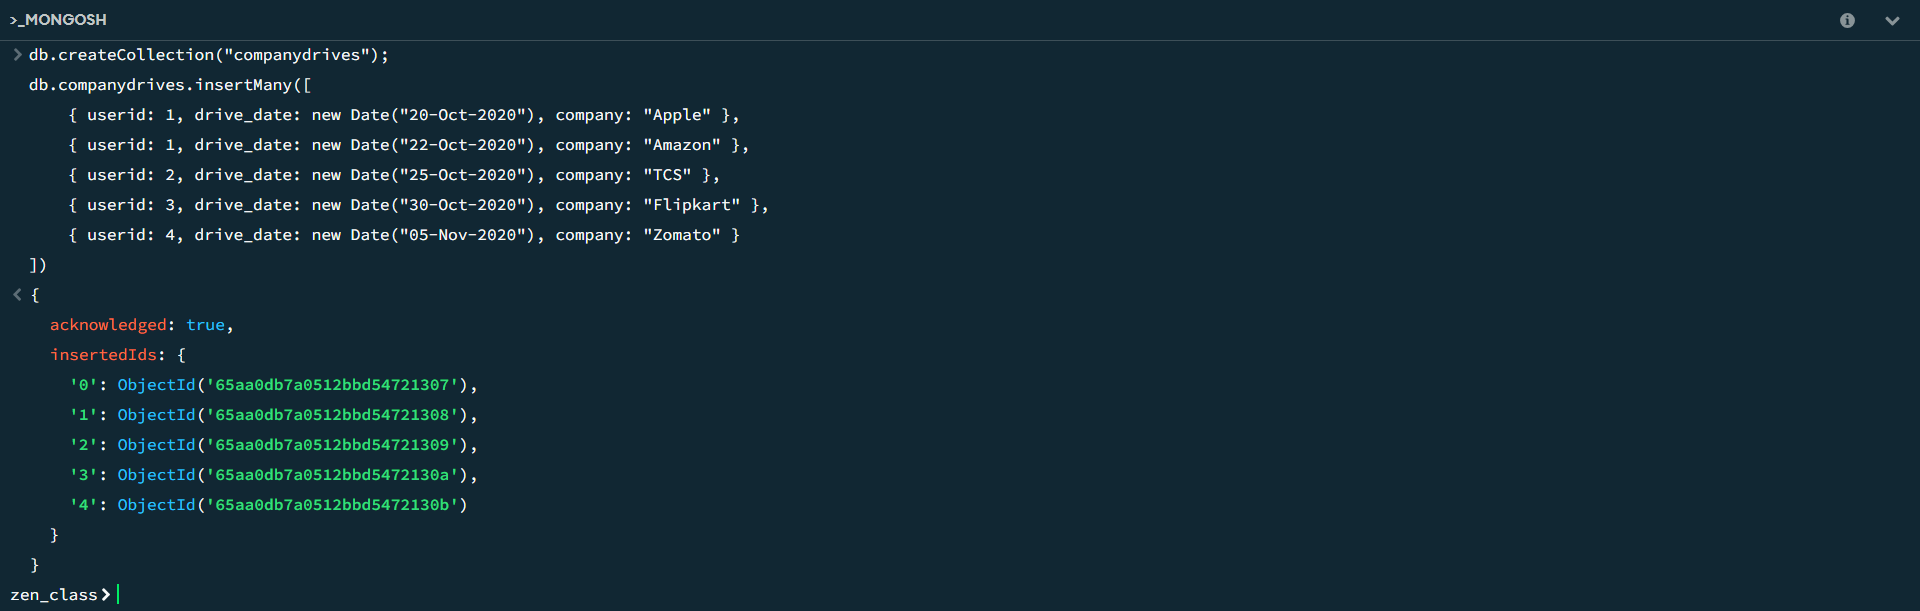 >_MONGOSH
> db.createCollection("companydrives");
db.companydrives.insertMany([
{ userid: 1, drive_date: new Date("20-Oct-2020"), company: "Apple" },
{ userid: 1, drive_date: new Date("22-Oct-2020"), company: "Amazon" },
{ userid: 2, drive_date: new Date("25-Oct-2020"), company: "TCS" },
{ userid: 3, drive_date: new Date("30-Oct-2020"), company: "Flipkart" },
{ userid: 4, drive_date: new Date("05-Nov-2020"), company: "Zomato" }
])
< {
acknowledged: true,
insertedIds: {
'0': ObjectId('65aa0db7a0512bbd54721307'),
'1': ObjectId('65aa0db7a0512bbd54721308'),
'2': ObjectId('65aa0db7a0512bbd54721309'),
'3': ObjectId('65aa0db7a0512bbd5472130a'),
'4': ObjectId('65aa0db7a0512bbd5472130b')
}
}
zen_class>